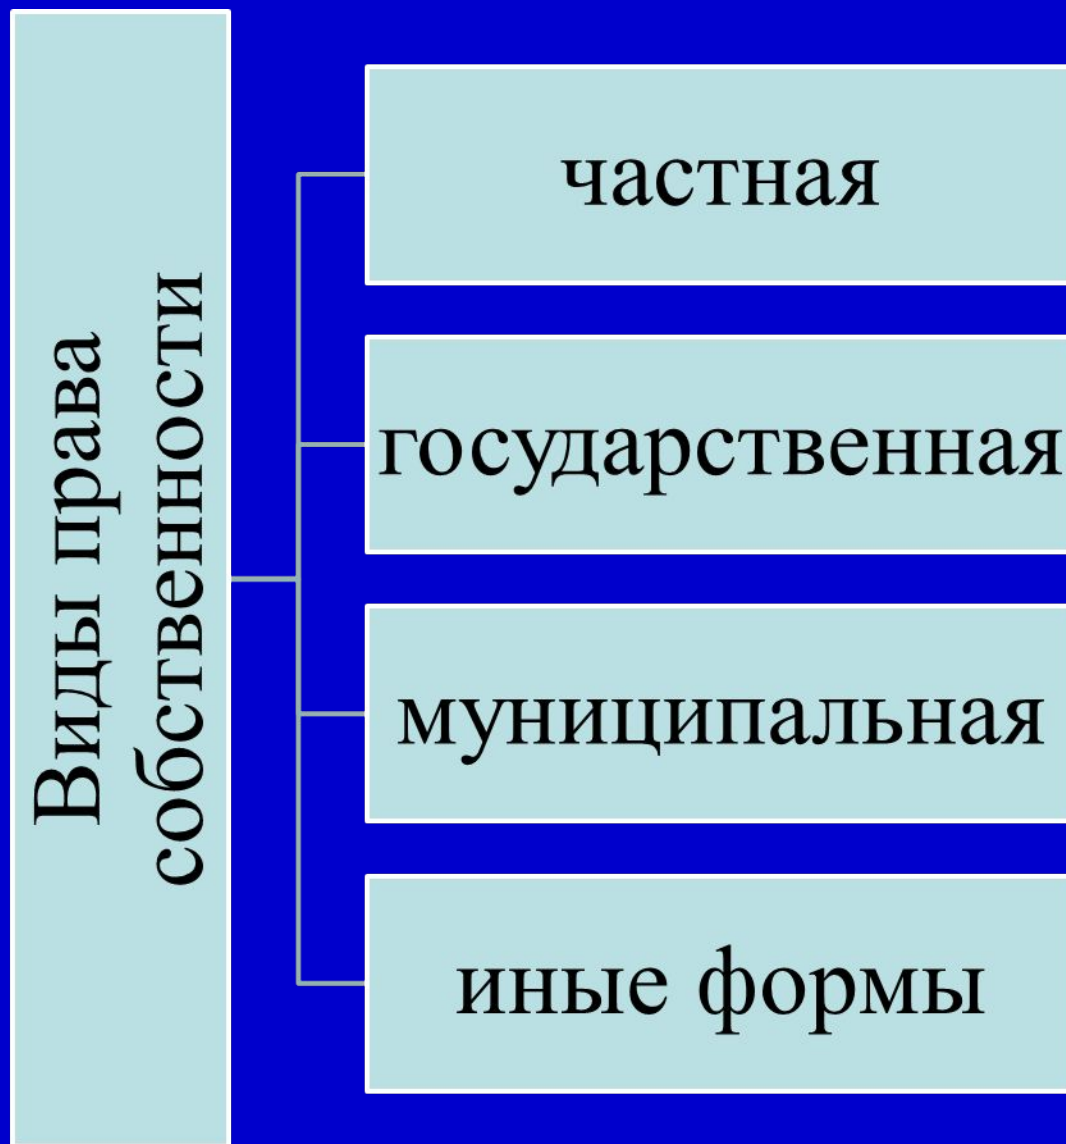 Виды права
собственности
частная
государственная
муниципальная
иные формы